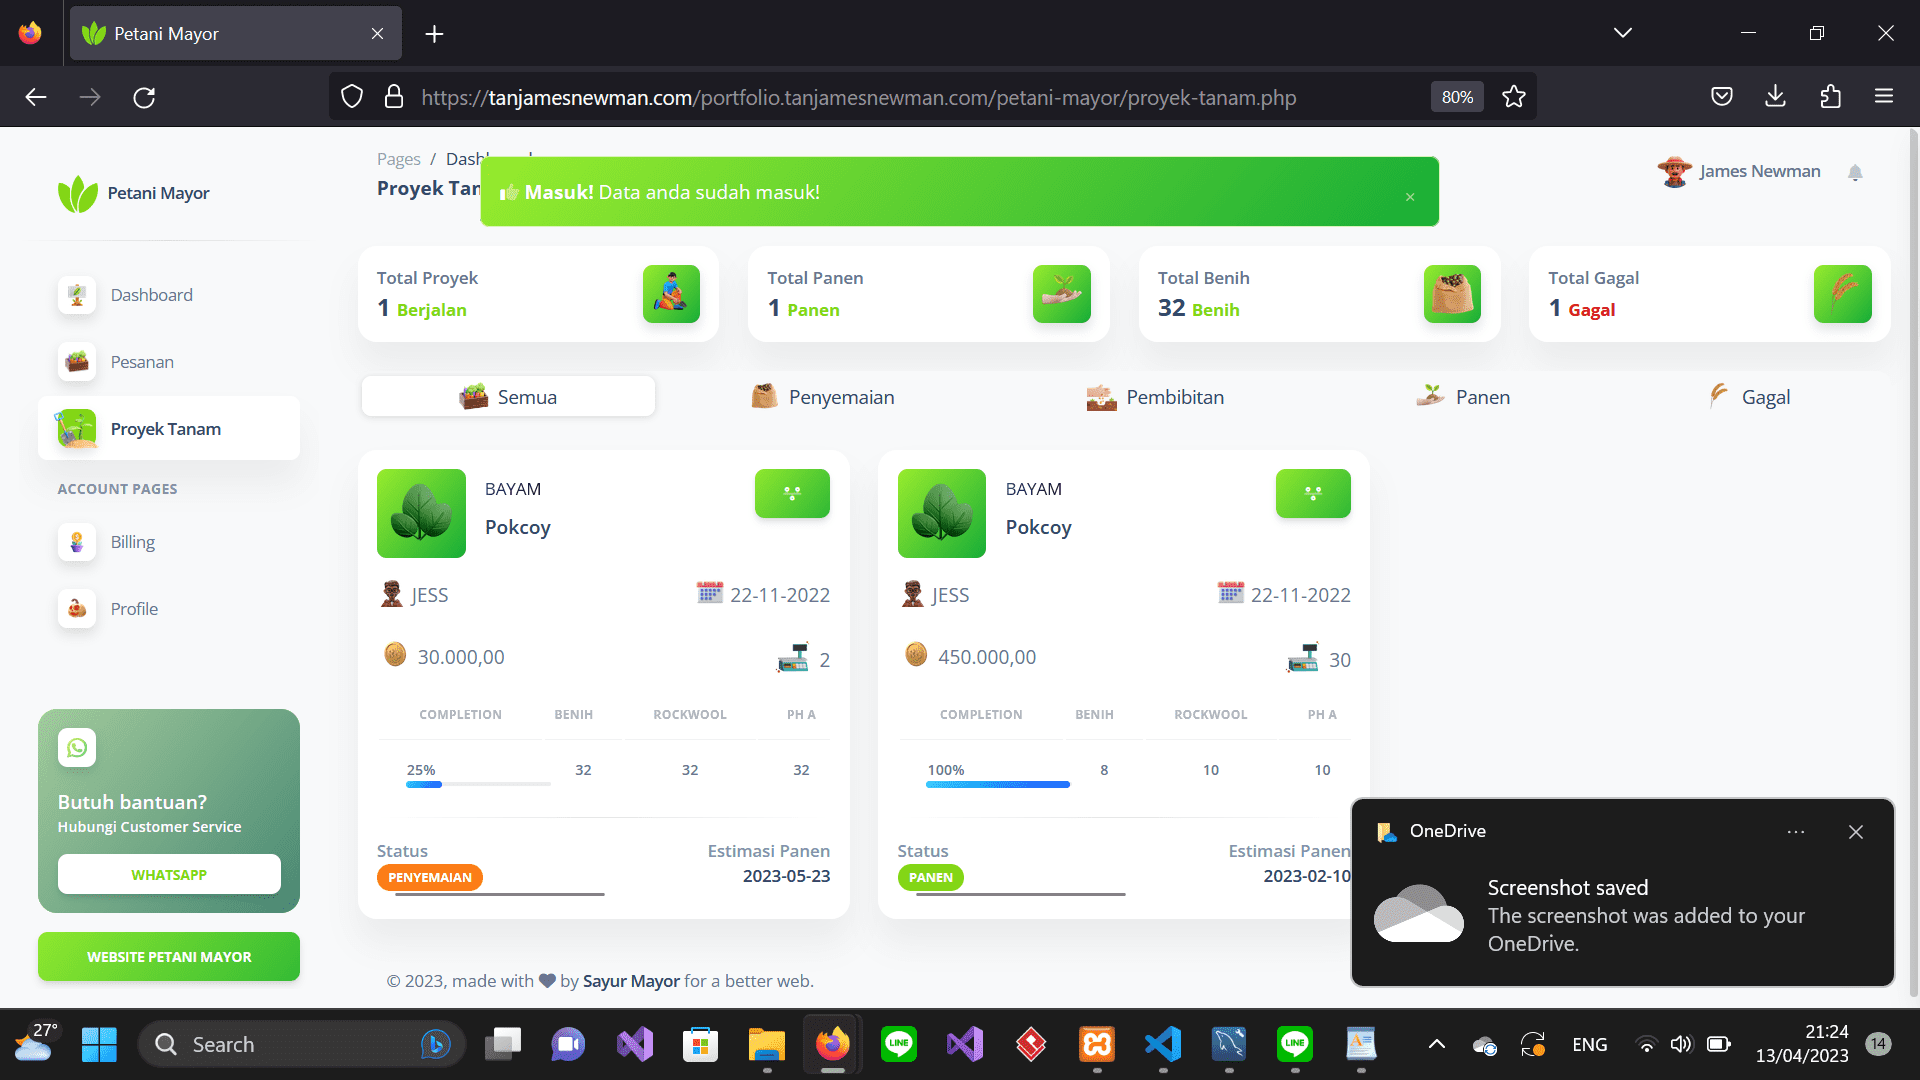 Petani Mayor
https://tanjamesnewman.com/portfolio.tanjamesnewman.com/petani-mayor/proyek-tanam.php
80%
Petani Mayor
Dashboard
Pesanan
Proyek Tanam
ACCOUNT PAGES
Billing
Profile
Butuh bantuan?
Hubungi Customer Service
WHATSAPP
WEBSITE PETANI MAYOR
Pages /
Proyek
Masuk! Data anda sudah masuk!
×
James Newman
Total Proyek
1 Berjalan
Total Panen
1 Panen
Total Benih
32 Benih
Total Gagal
1 Gagal
Semua
Penyemaian
Pembibitan
Panen
Gagal
BAYAM
Pokcoy
JESS
22-11-2022
30.000,00
2
COMPLETION BENIH ROCKWOOL PH A
25% 32 32 32
Status
Estimasi Panen
PENYEMAIAN
2023-05-23
BAYAM
Pokcoy
JESS
22-11-2022
450.000,00
30
COMPLETION BENIH ROCKWOOL PH A
100% 8 10 10
Status
Estimasi Panen
PANEN
2023-02-10
© 2023, made with by Sayur Mayor for a better web.
OneDrive
Screenshot saved
The screenshot was added to your
OneDrive.
27°
Search
LINE
LINE
ENG
21:24
13/04/2023
14